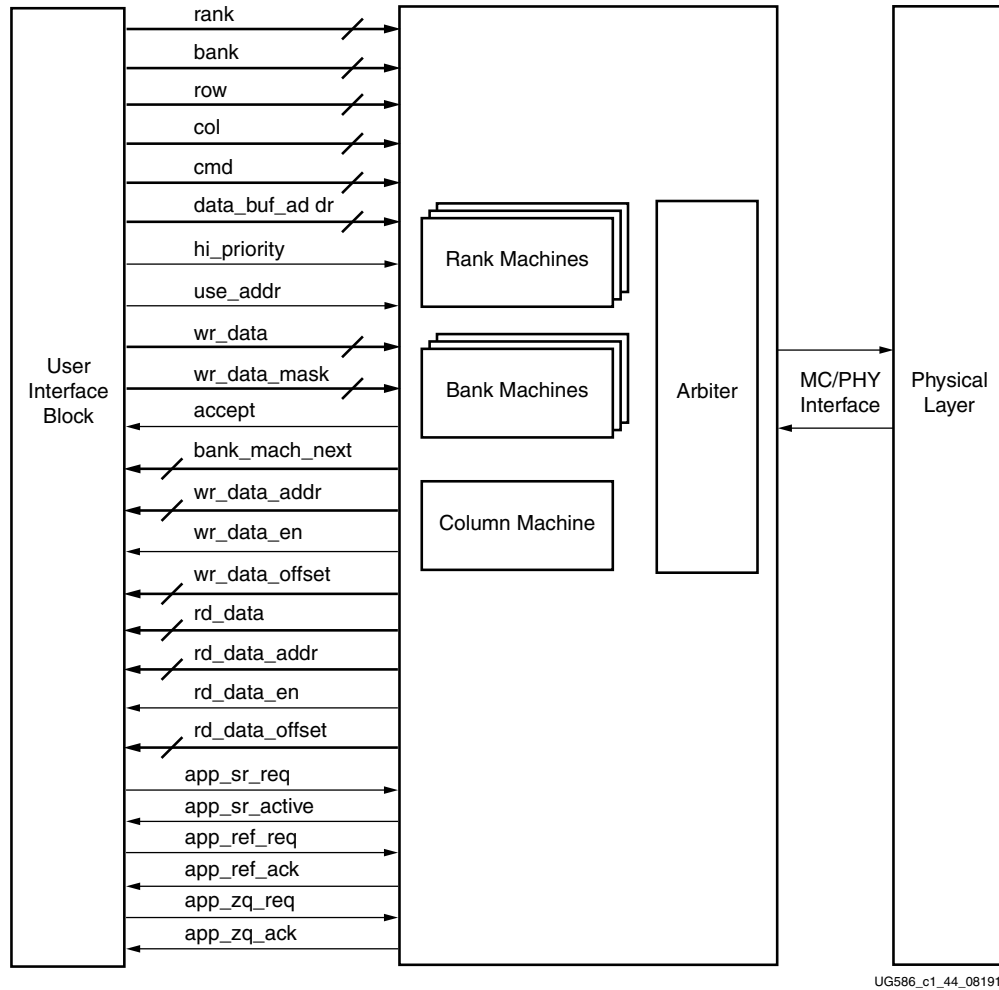 rank
bank
row
col
cmd
data_buf_ad dr
hi_priority
use_addr
wr_data
wr_data_mask
accept
bank_mach_next
wr_data_addr
wr_data_en
wr_data_offset
rd_data
rd_data_addr
rd_data_en
rd_data_offset
app_sr_req
app_sr_active
app_ref_req
app_ref_ack
app_zq_req
app_zq_ack
User
Interface
Block
Rank Machines
Bank Machines
Column Machine
Arbiter
MC/PHY
Interface
Physical
Layer
UG586_c1_44_08191